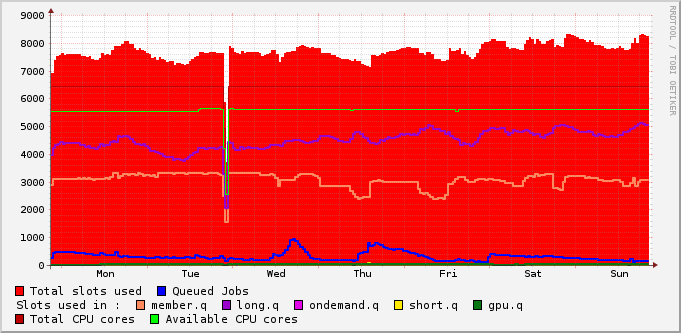 9000
8000
7000
6000
5000
4000
3000
2000
1000
0
Mon Tue Wed Thu Fri Sat Sun
RRDTOOL / TOBI OETIKER
Total slots used Queued Jobs
Slots used in : member.q long.q ondemand.q short.q gpu.q
Total CPU cores Available CPU cores